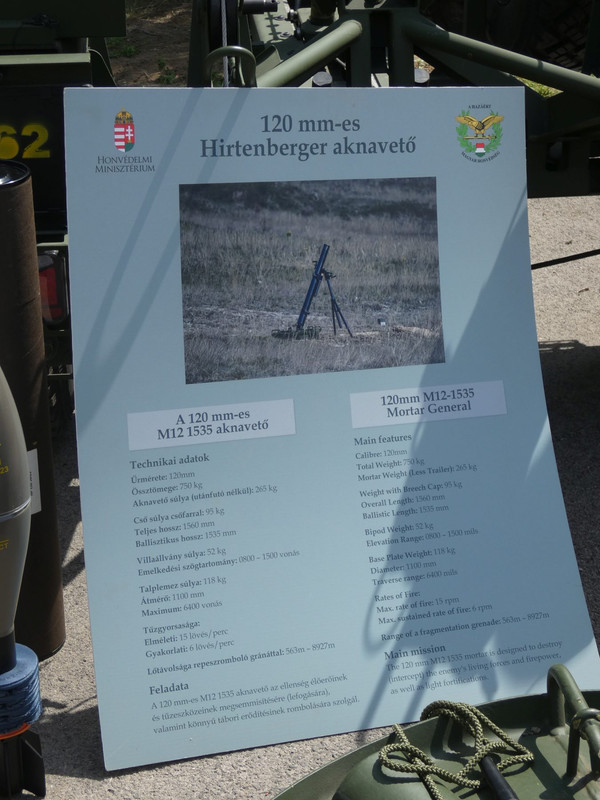 HONVÉDELMI
MINISZTÉRIUM
120 mm-es
Hirtenberger aknavető
A HAZÁÉRT
MAGYAR HONVÉDSÉG
62
A 120 mm-es
M12 1535 aknavető
Technikai adatok
Űrmérete: 120mm
Össztömege: 750 kg
Aknavető súlya (utánfutó nélkül): 265 kg
Cső súlya csőfarral: 95 kg
Teljes hossz: 1560 mm
Ballisztikus hossz: 1535 mm
Villaállvány súlya: 52 kg
Emelkedési szögtartomány: 0800 – 1500 vonás
Talplemez súlya: 118 kg
Átmérő: 1100 mm
Maximum: 6400 vonás
Tűzgyorsasága:
Elméleti: 15 lövés/perc
Gyakorlati: 6 lövés/perc
Lőtávolsága repeszromboló gránáttal: 563m – 8927m
Feladata
A 120 mm-es M12 1535 aknavető az ellenség élőerőinek
és tűzeszközeinek megsemmisítésére (lefogására),
valamint könnyű tábori erődítésinek rombolására szolgál.
120mm M12-1535
Mortar General
Main features
Calibre: 120mm
Total Weight: 750 kg
Mortar Weight (Less Trailer): 265 kg
Weight with Breech Cap: 95 kg
Overall Length: 1560 mm
Ballistic Length: 1535 mm
Bipod Weight: 52 kg
Elevation Range: 0800 – 1500 mils
Base Plate Weight: 118 kg
Diameter: 1100 mm
Traverse range: 6400 mils
Rates of Fire:
Max. rate of fire: 15 rpm
Max. sustained rate of fire: 6 rpm
Range of a fragmentation grenade: 563m – 8927m
Main mission
The 120 mm M12 1535 mortar is designed to destroy
(intercept) the enemy's living forces and firepower,
as well as light fortifications.